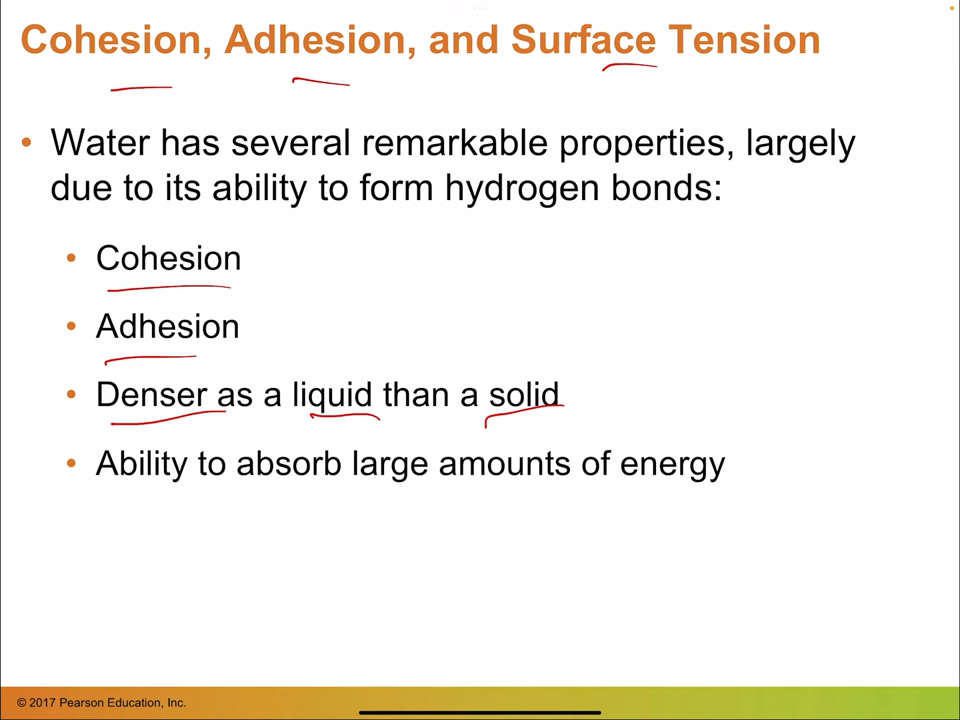 Cohesion, Adhesion, and Surface Tension
• Water has several remarkable properties, largely
due to its ability to form hydrogen bonds:
• Cohesion
• Adhesion
• Denser as a liquid than a solid
• Ability to absorb large amounts of energy
© 2017 Pearson Education, Inc.